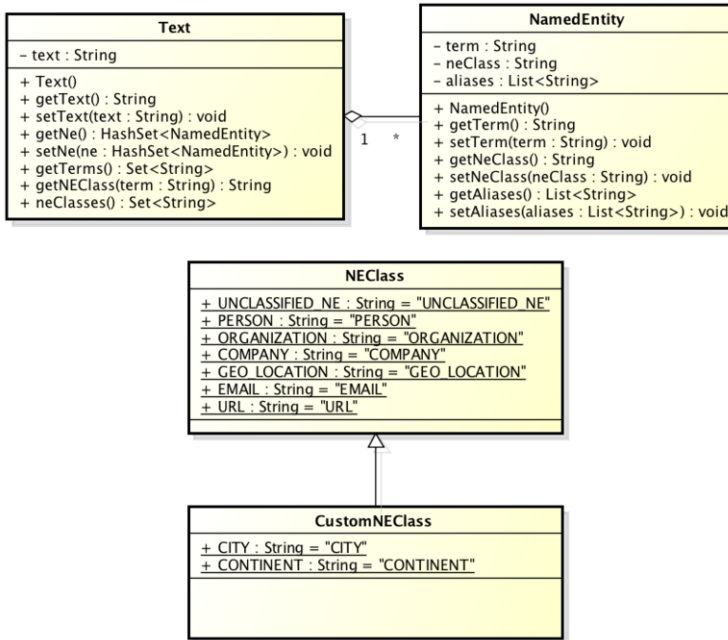 Text
- text : String
+ Text()
+ getText() : String
+ setText(text : String) : void
+ getNe() : HashSet<NamedEntity>
+ setNe(ne : HashSet<NamedEntity>) : void
+ getTerms() : Set<String>
+ getNEClass(term : String) : String
+ neClasses() : Set<String>
1 *
NamedEntity
- term : String
- neClass : String
- aliases : List<String>
+ NamedEntity()
+ getTerm() : String
+ setTerm(term : String) : void
+ getNeClass() : String
+ setNeClass(neClass : String) : void
+ getAliases() : List<String>
+ setAliases(aliases : List<String>) : void
NEClass
+ UNCLASSIFIED_NE : String = "UNCLASSIFIED_NE"
+ PERSON : String = "PERSON"
+ ORGANIZATION : String = "ORGANIZATION"
+ COMPANY : String = "COMPANY"
+ GEO_LOCATION : String = "GEO_LOCATION"
+ EMAIL : String = "EMAIL"
+ URL : String = "URL"
CustomNEClass
+ CITY : String = "CITY"
+ CONTINENT : String = "CONTINENT"